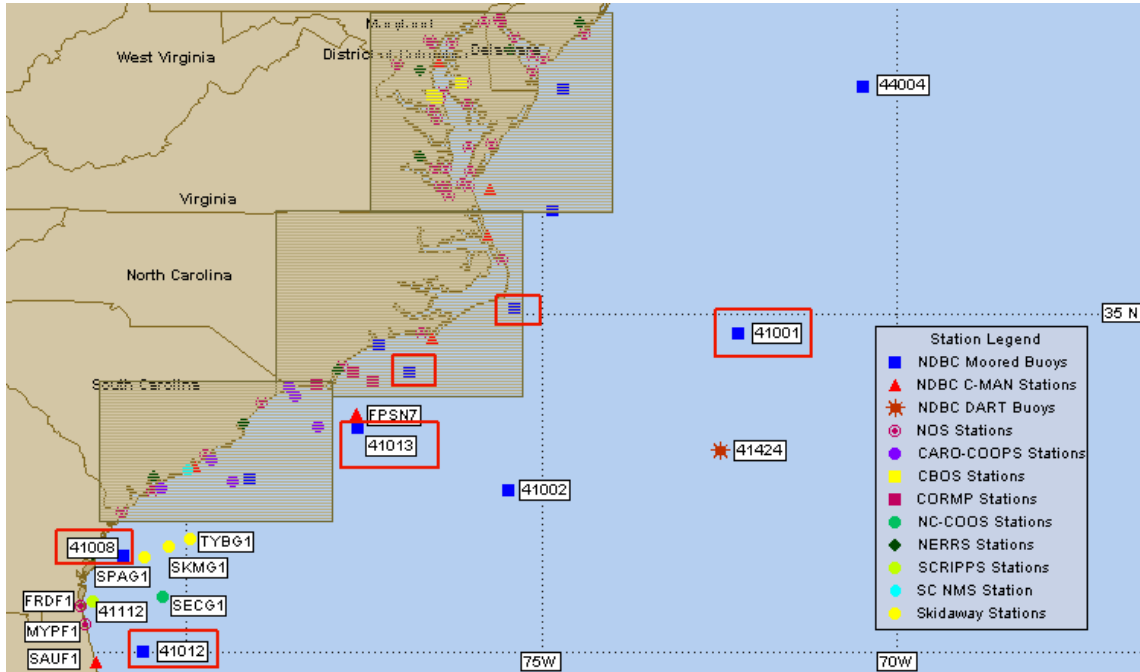 Maryland
West Virginia
Delaware
44004
Virginia
North Carolina
35 N
41001
South Carolina
FPSN7
41013
41424
41002
41008
TYBG1
SPAG1
SKMG1
FRDF1
41112
SECG1
MYPF1
41012
SAUF1
75W
70W
Station Legend
NDBC Moored Buoys
NDBC C-MAN Stations
NDBC DART Buoys
NOS Stations
CARO-COOPS Stations
CBOS Stations
CORMP Stations
NC-COOS Stations
NERRS Stations
SCRIPPS Stations
SC NMS Station
Skidaway Stations